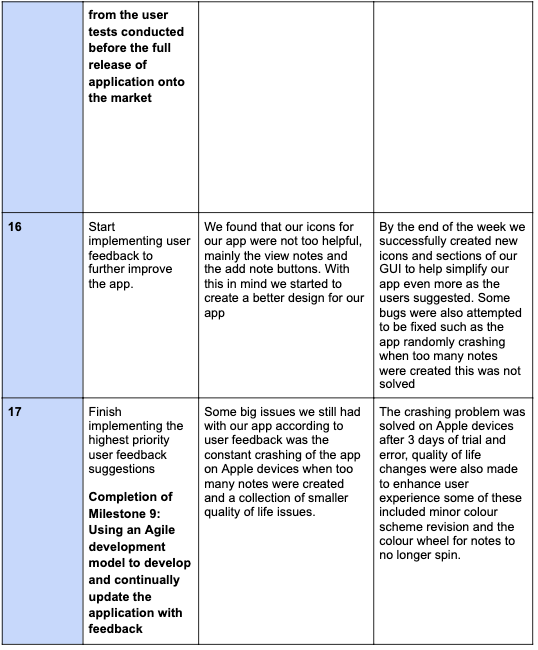 from the user
tests conducted
before the full
release of
application onto
the market
16
Start
implementing user
feedback to
further improve
the app.
We found that our icons for
our app were not too helpful,
mainly the view notes and
the add note buttons. With
this in mind we started to
create a better design for our
app
By the end of the week we
successfully created new
icons and sections of our
GUI to help simplify our
app even more as the
users suggested. Some
bugs were also attempted
to be fixed such as the
app randomly crashing
when too many notes
were created this was not
solved
17
Finish
implementing the
highest priority
user feedback
suggestions
Completion of
Milestone 9:
Using an Agile
development
model to develop
and continually
update the
application with
feedback
Some big issues we still had
with our app according to
user feedback was the
constant crashing of the app
on Apple devices when too
many notes were created
and a collection of smaller
quality of life issues.
The crashing problem was
solved on Apple devices
after 3 days of trial and
error, quality of life
changes were also made
to enhance user
experience some of these
included minor colour
scheme revision and the
colour wheel for notes to
no longer spin.